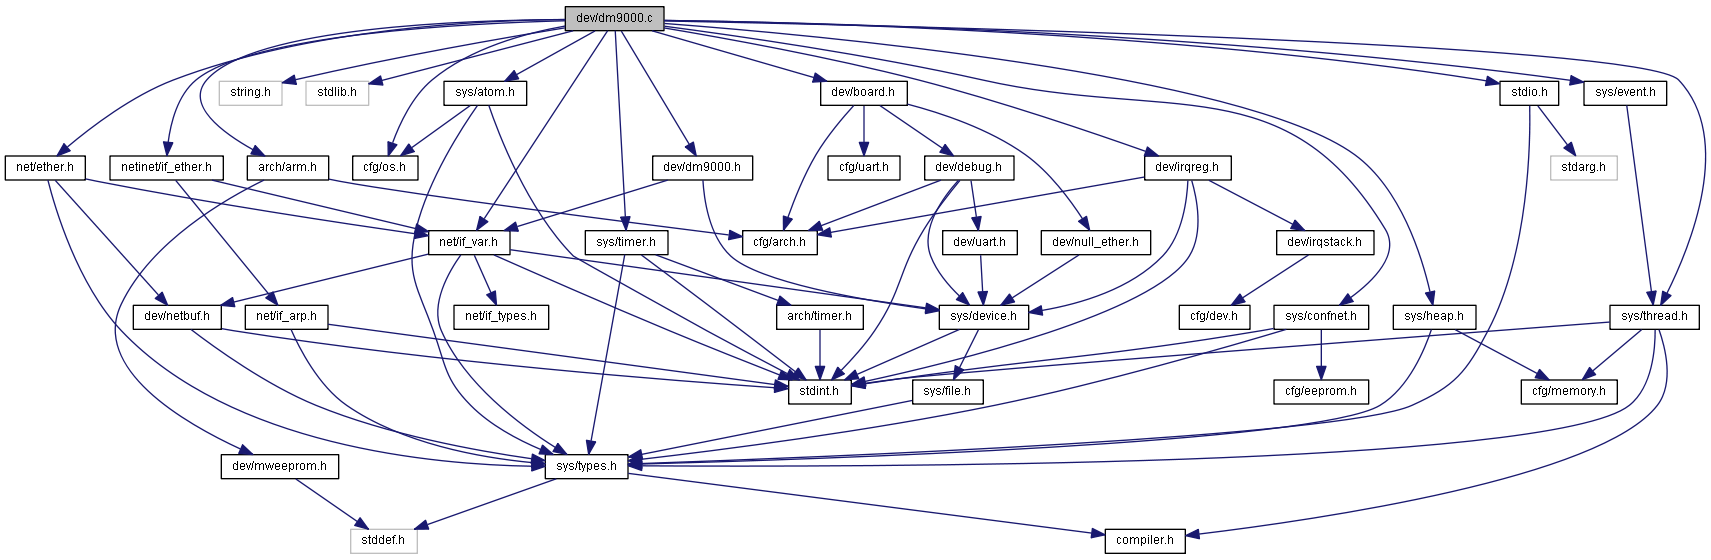 dev/dm9000.c
string.h
stdlib.h
sys/atom.h
dev/board.h
stdio.h
sys/event.h
net/ether.h
netinet/if_ether.h
arch/arm.h
cfg/os.h
dev/dm9000.h
cfg/uart.h
dev/debug.h
dev/irqreg.h
stdarg.h
net/if_var.h
sys/timer.h
cfg/arch.h
dev/uart.h
dev/null_ether.h
dev/irqstack.h
dev/netbuf.h
net/if_arp.h
net/if_types.h
arch/timer.h
sys/device.h
cfg/dev.h
sys/confnet.h
sys/heap.h
sys/thread.h
stdint.h
sys/file.h
cfg/eeprom.h
cfg/memory.h
dev/mweeprom.h
sys/types.h
stddef.h
compiler.h